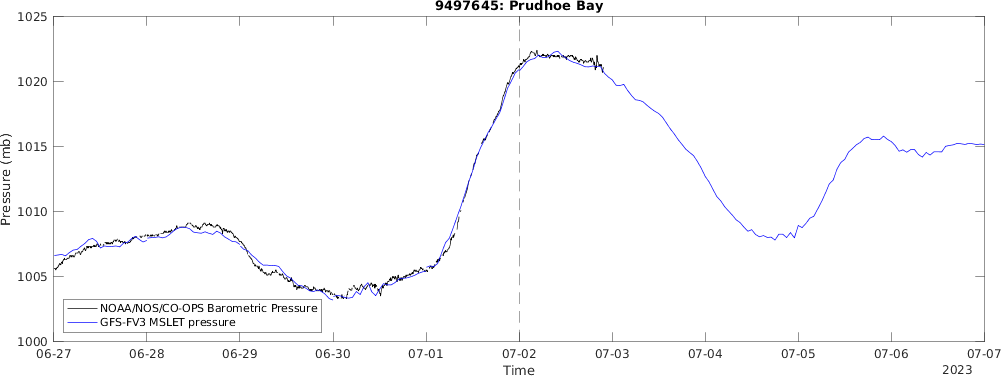 9497645: Prudhoe Bay
Pressure (mb)
1025
1020
1015
1010
1005
1000
NOAA/NOS/CO-OPS Barometric Pressure
GFS-FV3 MSLET pressure
06-27 06-28 06-29 06-30 07-01 07-02 07-03 07-04 07-05 07-06 07-07
Time
2023